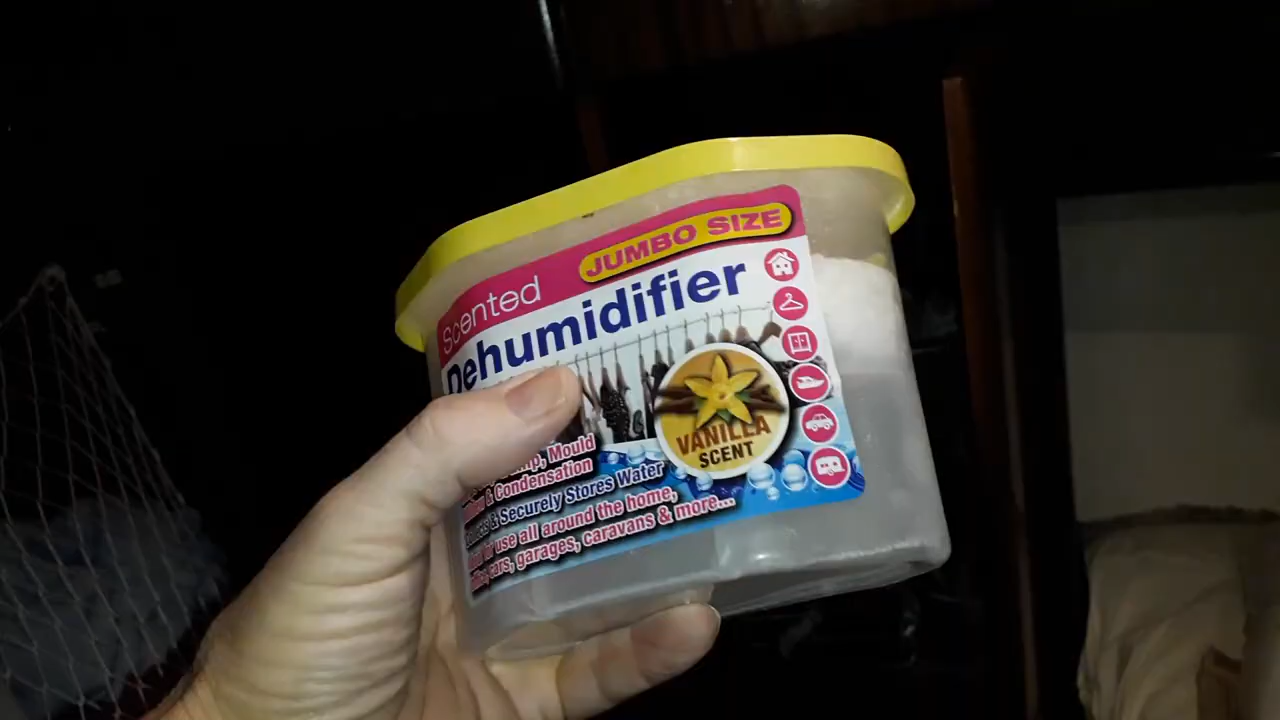 Scented
JUMBO SIZE
Dehumidifier
VANILLA
SCENT
Mould
& Condensation
& Securely Stores Water
use all around the home,
cars, garages, caravans & more...